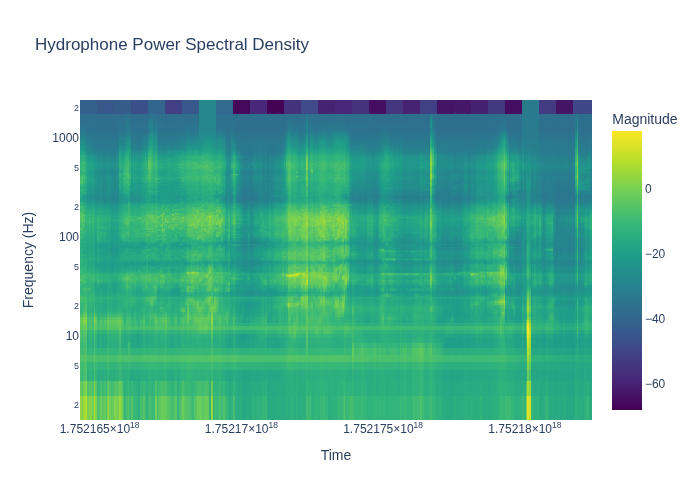 Hydrophone Power Spectral Density
Magnitude
0
−20
−40
−60
Frequency (Hz)
2
1000
5
2
100
5
2
10
5
2
1.752165×10¹⁸ 1.75217×10¹⁸ 1.752175×10¹⁸ 1.75218×10¹⁸
Time